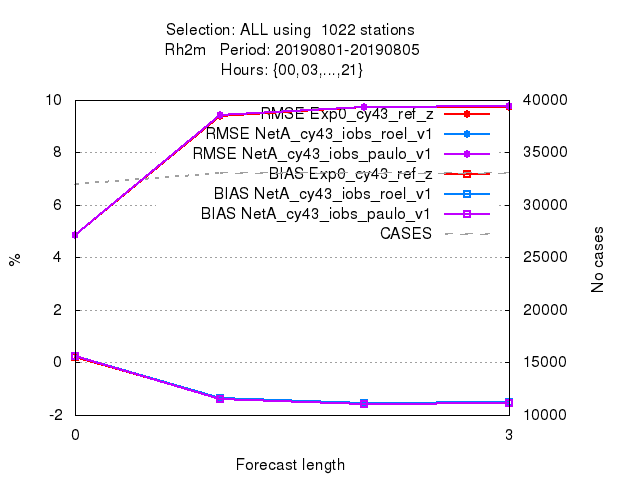 Selection: ALL using  1022 stations
Rh2m   Period: 20190801-20190805
Hours: {00,03,...,21}
10
40000
RMSE Exp0_cy43_ref_z
RMSE NetA_cy43_iobs_roel_v1
8
35000
RMSE NetA_cy43_iobs_paulo_v1
BIAS Exp0_cy43_ref_z
BIAS NetA_cy43_iobs_roel_v1
6
30000
BIAS NetA_cy43_iobs_paulo_v1
CASES
4
25000
%
No cases
2
20000
0
15000
-2
10000
0
3
Forecast length